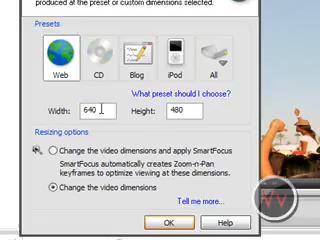 produced at the preset or custom dimensions selected.
Presets
Web
CD
Blog
iPod
All
What preset should I choose?
Width: 640
Height: 480
Resizing options
Change the video dimensions and apply SmartFocus
SmartFocus automatically creates Zoom-n-Pan
keyframes to optimize viewing at these dimensions.
Change the video dimensions
Tell me more...
OK
Help